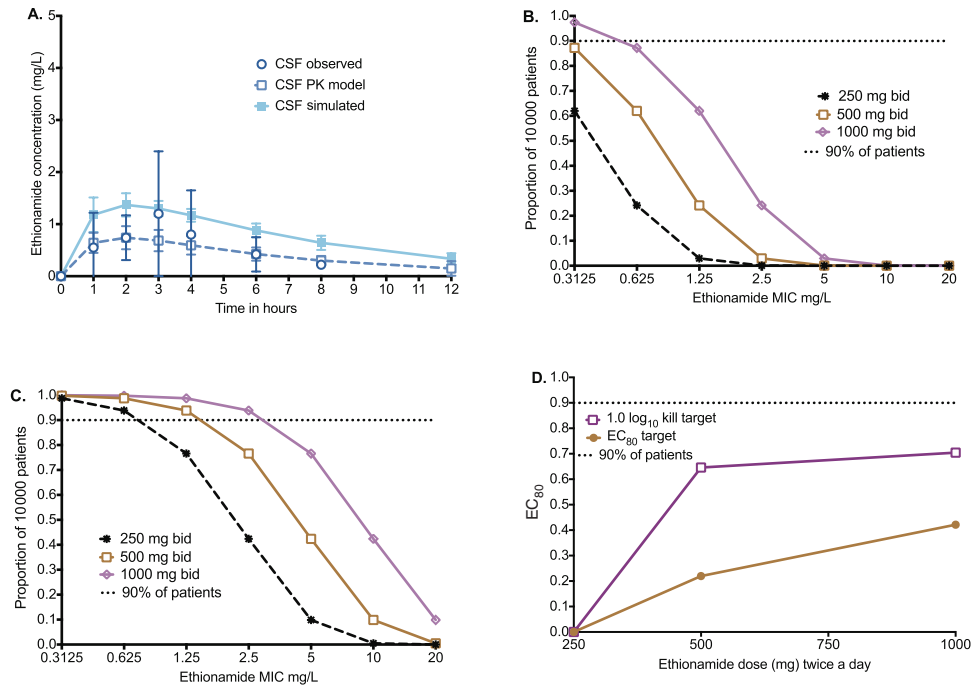 A.
Ethionamide concentration (mg/L)
5
4
3
2
1
0
CSF observed
CSF PK model
CSF simulated
0 1 2 3 4 5 6 7 8 9 10 11 12
Time in hours
B.
Proportion of 10 000 patients
1.0
0.9
0.8
0.7
0.6
0.5
0.4
0.3
0.2
0.1
0.0
250 mg bid
500 mg bid
1000 mg bid
90% of patients
0.3125 0.625 1.25 2.5 5 10 20
Ethionamide MIC mg/L
C.
Proportion of 10 000 patients
1.0
0.9
0.8
0.7
0.6
0.5
0.4
0.3
0.2
0.1
0.0
250 mg bid
500 mg bid
1000 mg bid
90% of patients
0.3125 0.625 1.25 2.5 5 10 20
Ethionamide MIC mg/L
D.
EC80
1.0
0.9
0.8
0.7
0.6
0.5
0.4
0.3
0.2
0.1
0.0
1.0 log10 kill target
EC80 target
90% of patients
250 500 750 1000
Ethionamide dose (mg) twice a day